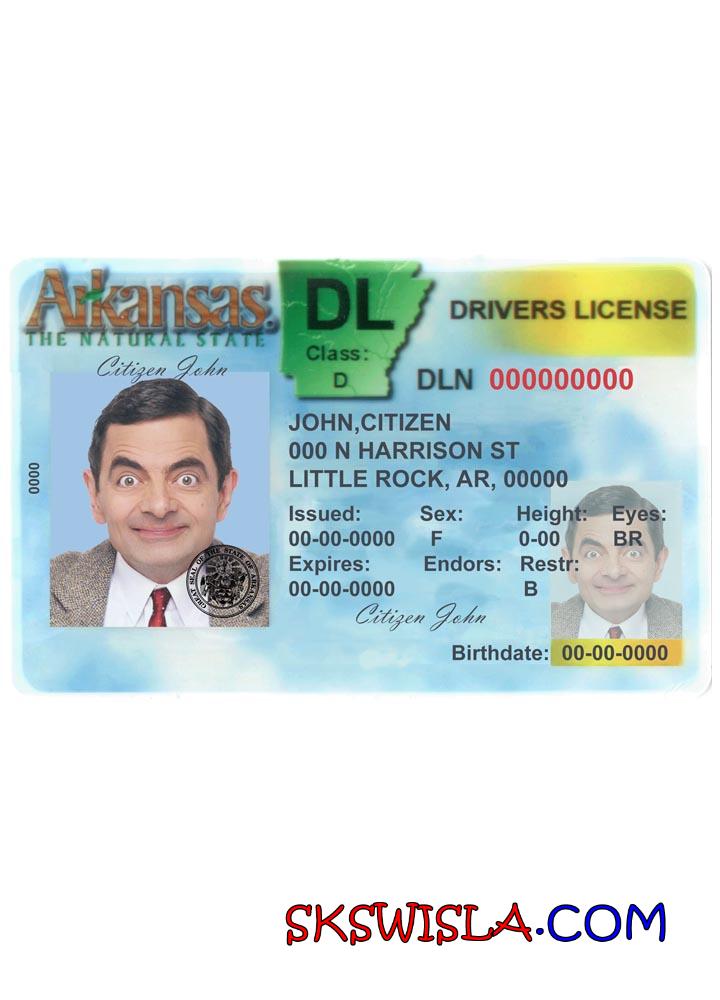 Arkansas
THE NATURAL STATE
DL
Class:
D
DRIVERS LICENSE
DLN 000000000
Citizen John
0000
JOHN,CITIZEN
000 N HARRISON ST
LITTLE ROCK, AR, 00000
Issued: Sex: Height: Eyes:
00-00-0000 F 0-00 BR
Expires: Endors: Restr:
00-00-0000 B
GREAT SEAL OF THE STATE OF ARKANSAS
Citizen John
Birthdate: 00-00-0000
SKSWISLA.COM